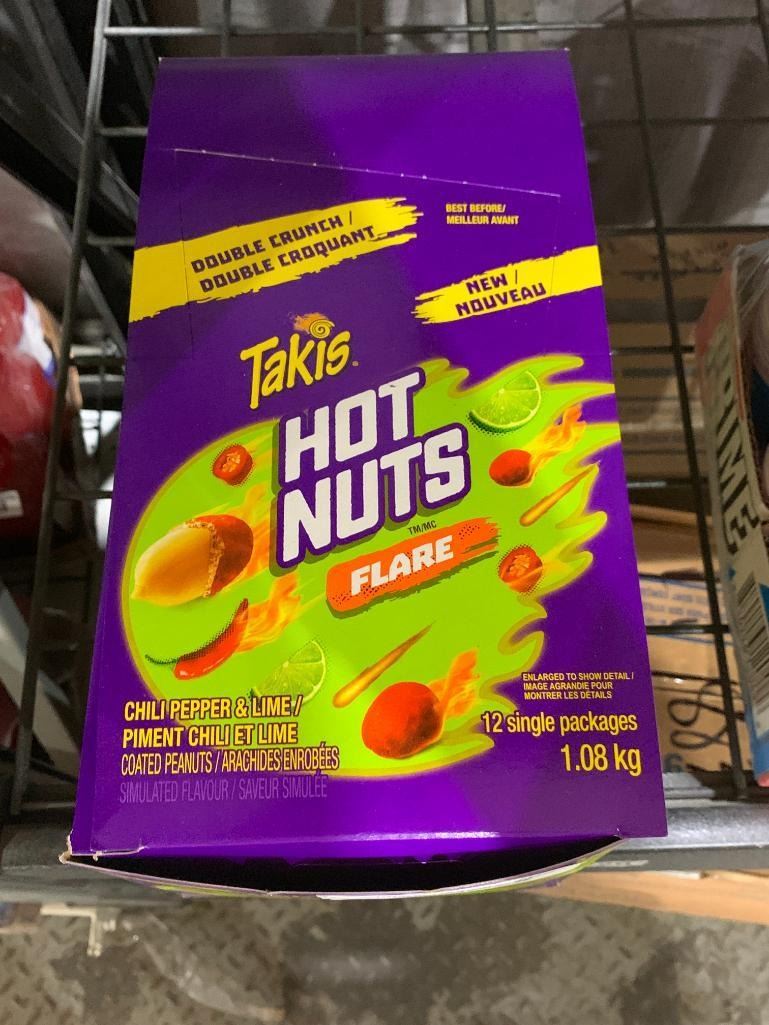 DOUBLE CRUNCH /
DOUBLE CROQUANT
BEST BEFORE/
MEILLEUR AVANT
NEW /
NOUVEAU
Takis
HOT
NUTS
TM/MC
FLARE
ENLARGED TO SHOW DETAIL /
IMAGE AGRANDIE POUR
MONTRER LES DÉTAILS
CHILI PEPPER & LIME /
PIMENT CHILI ET LIME
COATED PEANUTS / ARACHIDES ENROBÉES
SIMULATED FLAVOUR / SAVEUR SIMULÉE
12 single packages
1.08 kg